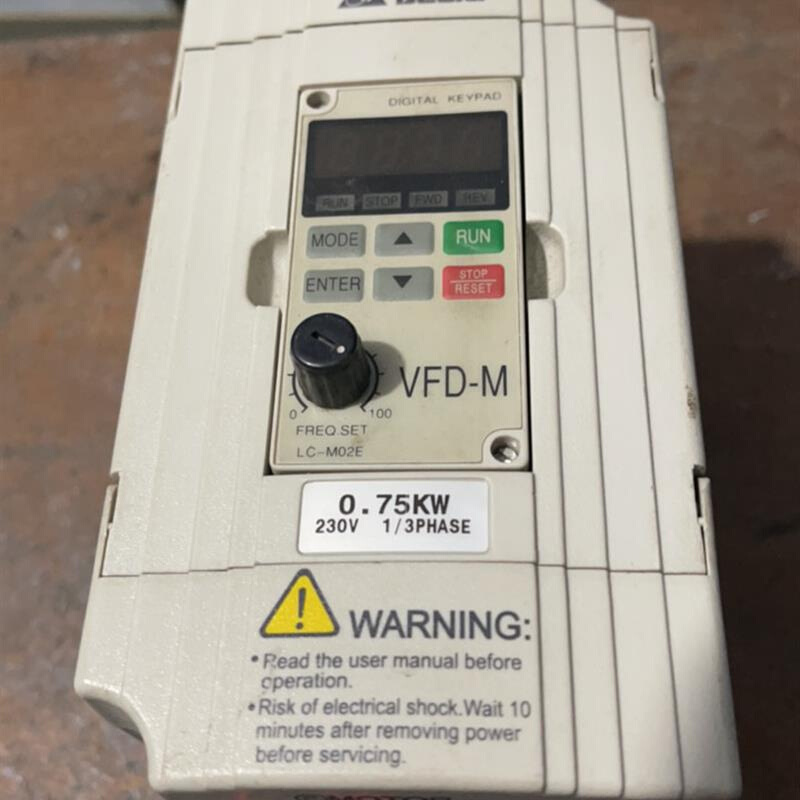 DIGITAL KEYPAD
RUN STOP FWD REV
MODE RUN
ENTER STOP RESET
VFD-M
0 100
FREQ.SET
LC-M02E
0.75KW
230V 1/3PHASE
WARNING:
•Read the user manual before
operation.
•Risk of electrical shock.Wait 10
minutes after removing power
before servicing.